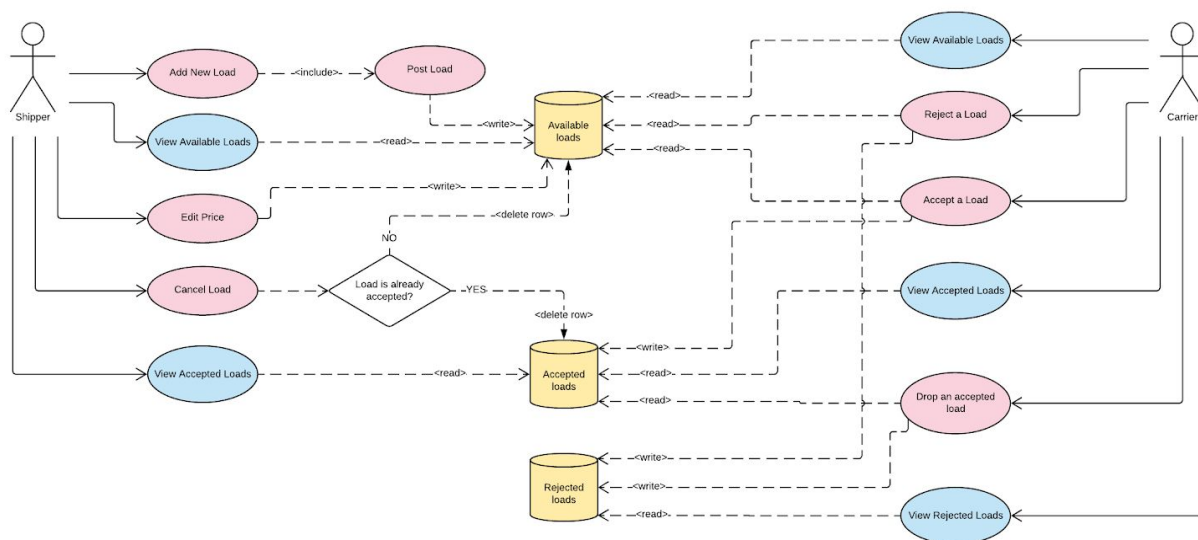 View Available Loads
Add New Load
<include>
Post Load
<read>
Shipper
Reject a Load
Carrier
<write>
Available
loads
<read>
View Available Loads
<read>
<read>
<write>
Accept a Load
Edit Price
<delete row>
NO
Cancel Load
Load is already
accepted?
YES
View Accepted Loads
<delete row>
<write>
View Accepted Loads
<read>
Accepted
loads
<read>
<read>
Drop an accepted
load
<write>
Rejected
loads
<write>
<read>
View Rejected Loads